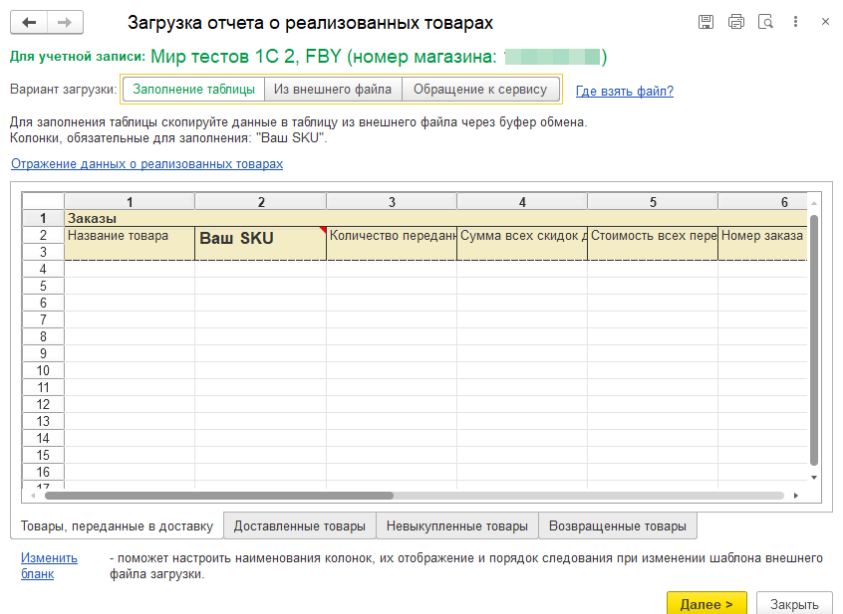 Загрузка отчета о реализованных товарах
Для учетной записи: Мир тестов 1С 2, FBY (номер магазина: )
Вариант загрузки: Заполнение таблицы Из внешнего файла Обращение к сервису Где взять файл?
Для заполнения таблицы скопируйте данные в таблицу из внешнего файла через буфер обмена.
Колонки, обязательные для заполнения: "Ваш SKU".
Отражение данных о реализованных товарах
1 2 3 4 5 6
1 Заказы
2 Название товара Ваш SKU Количество передан Сумма всех скидок д Стоимость всех пере Номер заказа
3
4
5
6
7
8
9
10
11
12
13
14
15
16
17
Товары, переданные в доставку Доставленные товары Невыкупленные товары Возвращенные товары
Изменить - поможет настроить наименования колонок, их отображение и порядок следования при изменении шаблона внешнего
бланк файла загрузки.
Далее > Закрыть